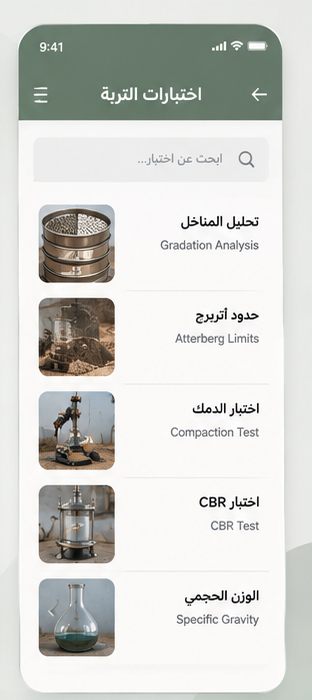 9:41
اختبارات التربة
ابحث عن اختبار...
تحليل المناخل
Gradation Analysis
حدود أتربرج
Atterberg Limits
اختبار الدمك
Compaction Test
اختبار CBR
CBR Test
الوزن الحجمي
Specific Gravity